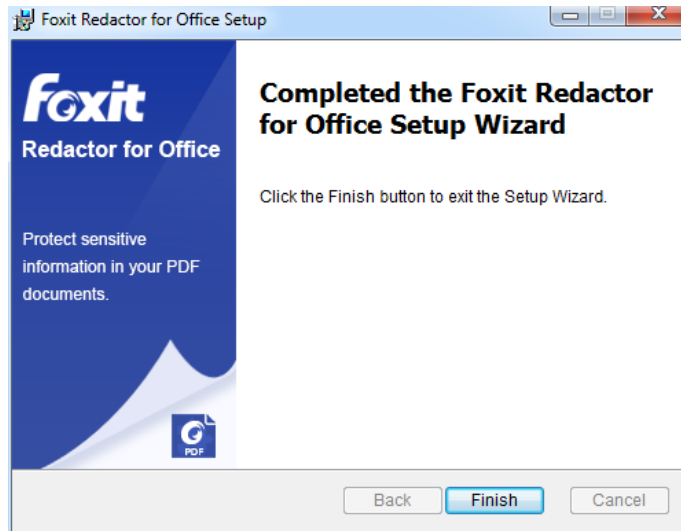 Foxit Redactor for Office Setup
Foxit
Redactor for Office
Protect sensitive
information in your PDF
documents.
PDF
Completed the Foxit Redactor
for Office Setup Wizard
Click the Finish button to exit the Setup Wizard.
Back
Finish
Cancel